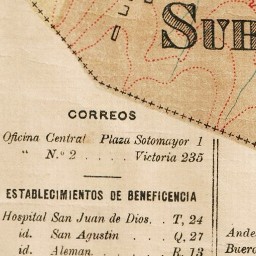 SUB
CORREOS
Oficina Central Plaza Sotomayor 1
" N.º 2 . . . . Victoria 235
ESTABLECIMIENTOS DE BENEFICENCIA
Hospital San Juan de Dios. . T, 24
id. San Agustin . . Q, 27
id. Aleman. . . . R, 13
Ande
Buero